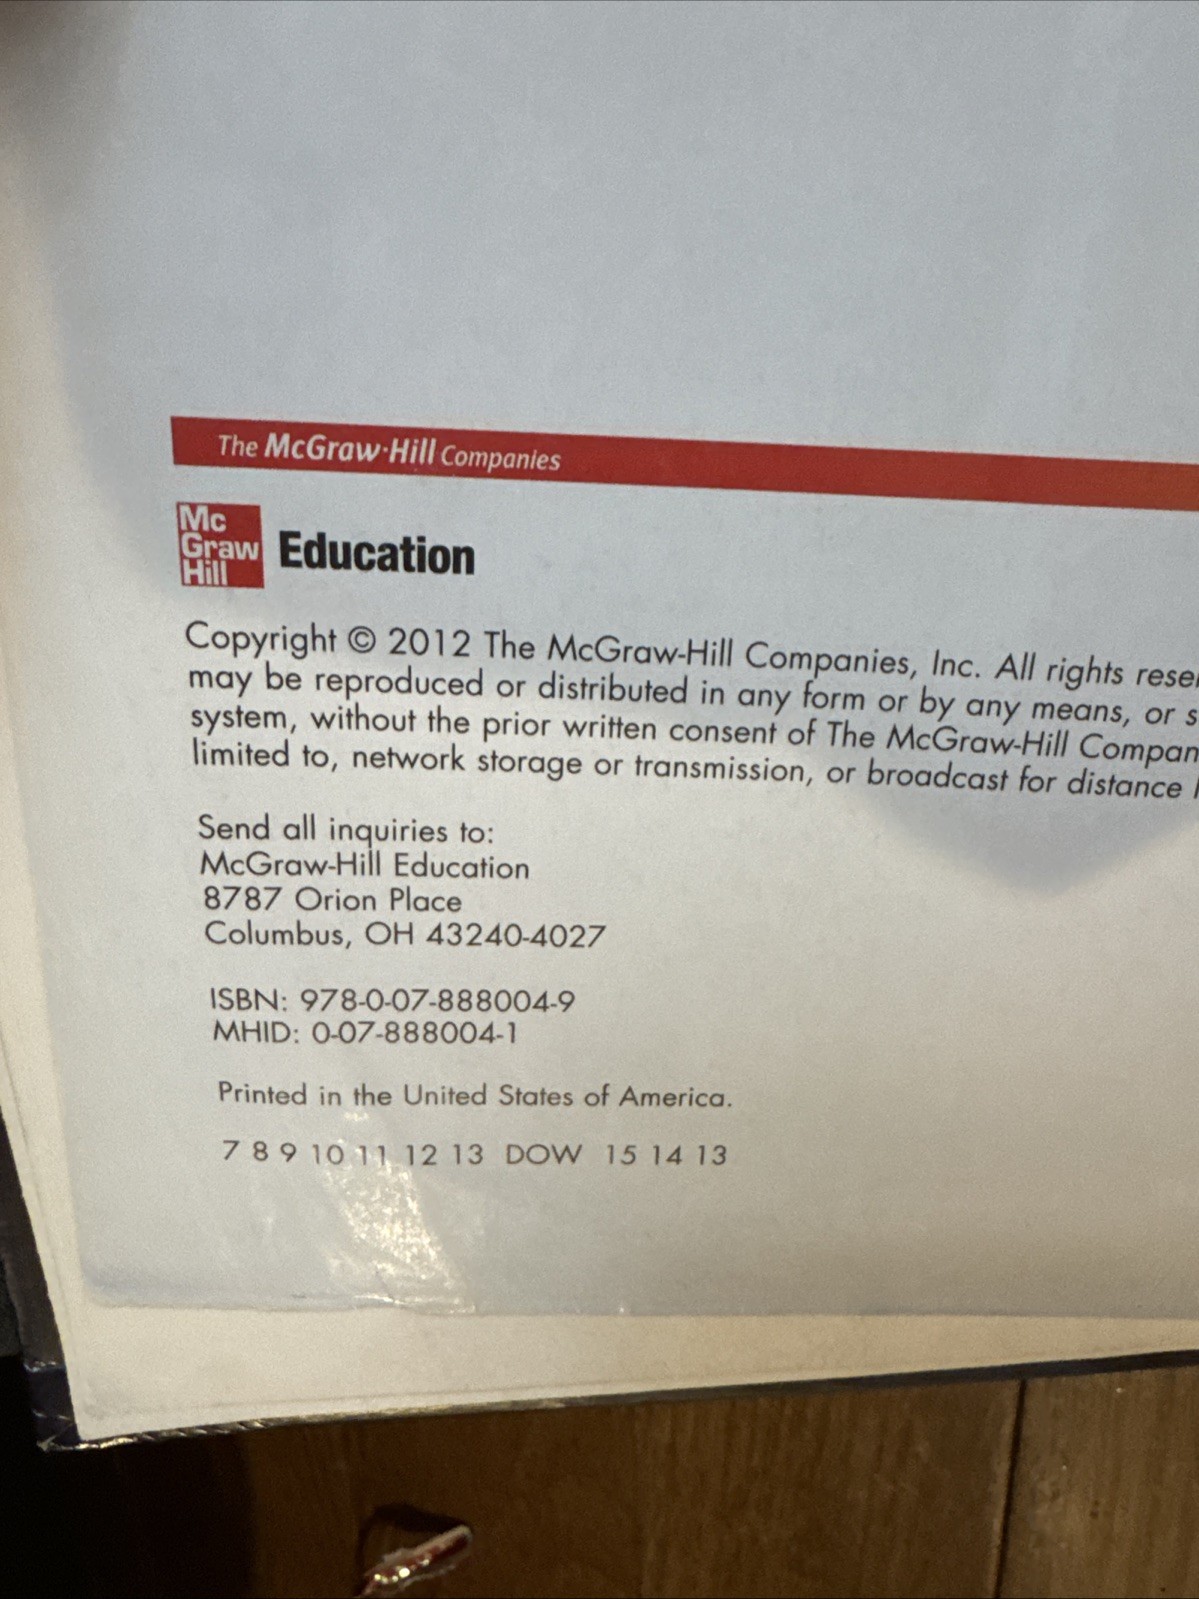 The McGraw·Hill Companies
Mc
Graw
Hill
Education
Copyright © 2012 The McGraw-Hill Companies, Inc. All rights
may be reproduced or distributed in any form or by any means, or
system, without the prior written consent of The McGraw-Hill
limited to, network storage or transmission, or broadcast for distance
Send all inquiries to:
McGraw-Hill Education
8787 Orion Place
Columbus, OH 43240-4027
ISBN: 978-0-07-888004-9
MHID: 0-07-888004-1
Printed in the United States of America.
7 8 9 10 11 12 13 DOW 15 14 13